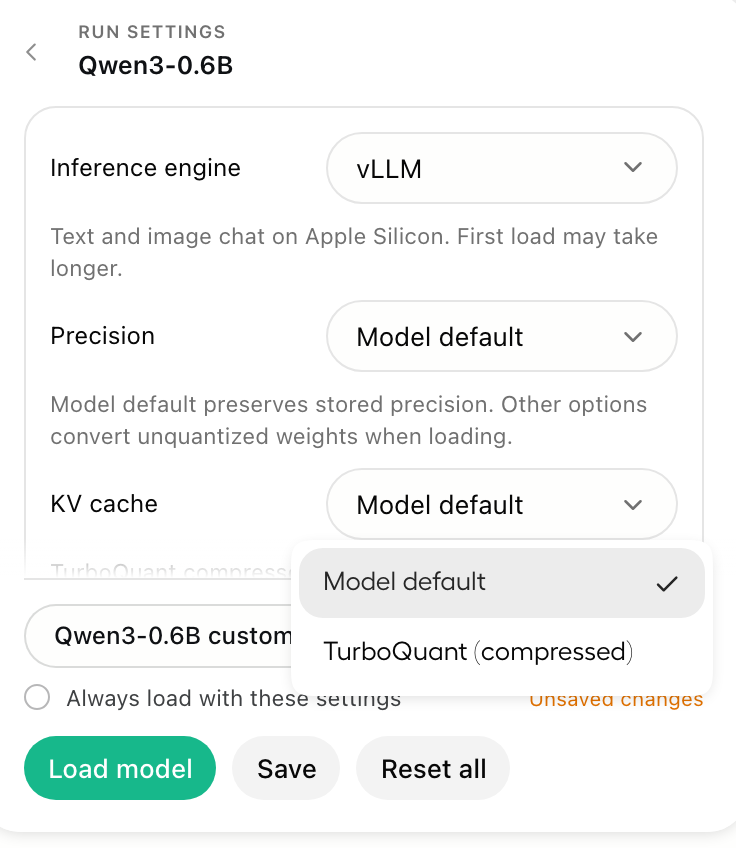 RUN SETTINGS
Qwen3-0.6B
Inference engine
vLLM
Text and image chat on Apple Silicon. First load may take
longer.
Precision
Model default
Model default preserves stored precision. Other options
convert unquantized weights when loading.
KV cache
Model default
TurboQuant compresse
Model default
TurboQuant (compressed)
Qwen3-0.6B custom
Always load with these settings
Unsaved changes
Load model
Save
Reset all